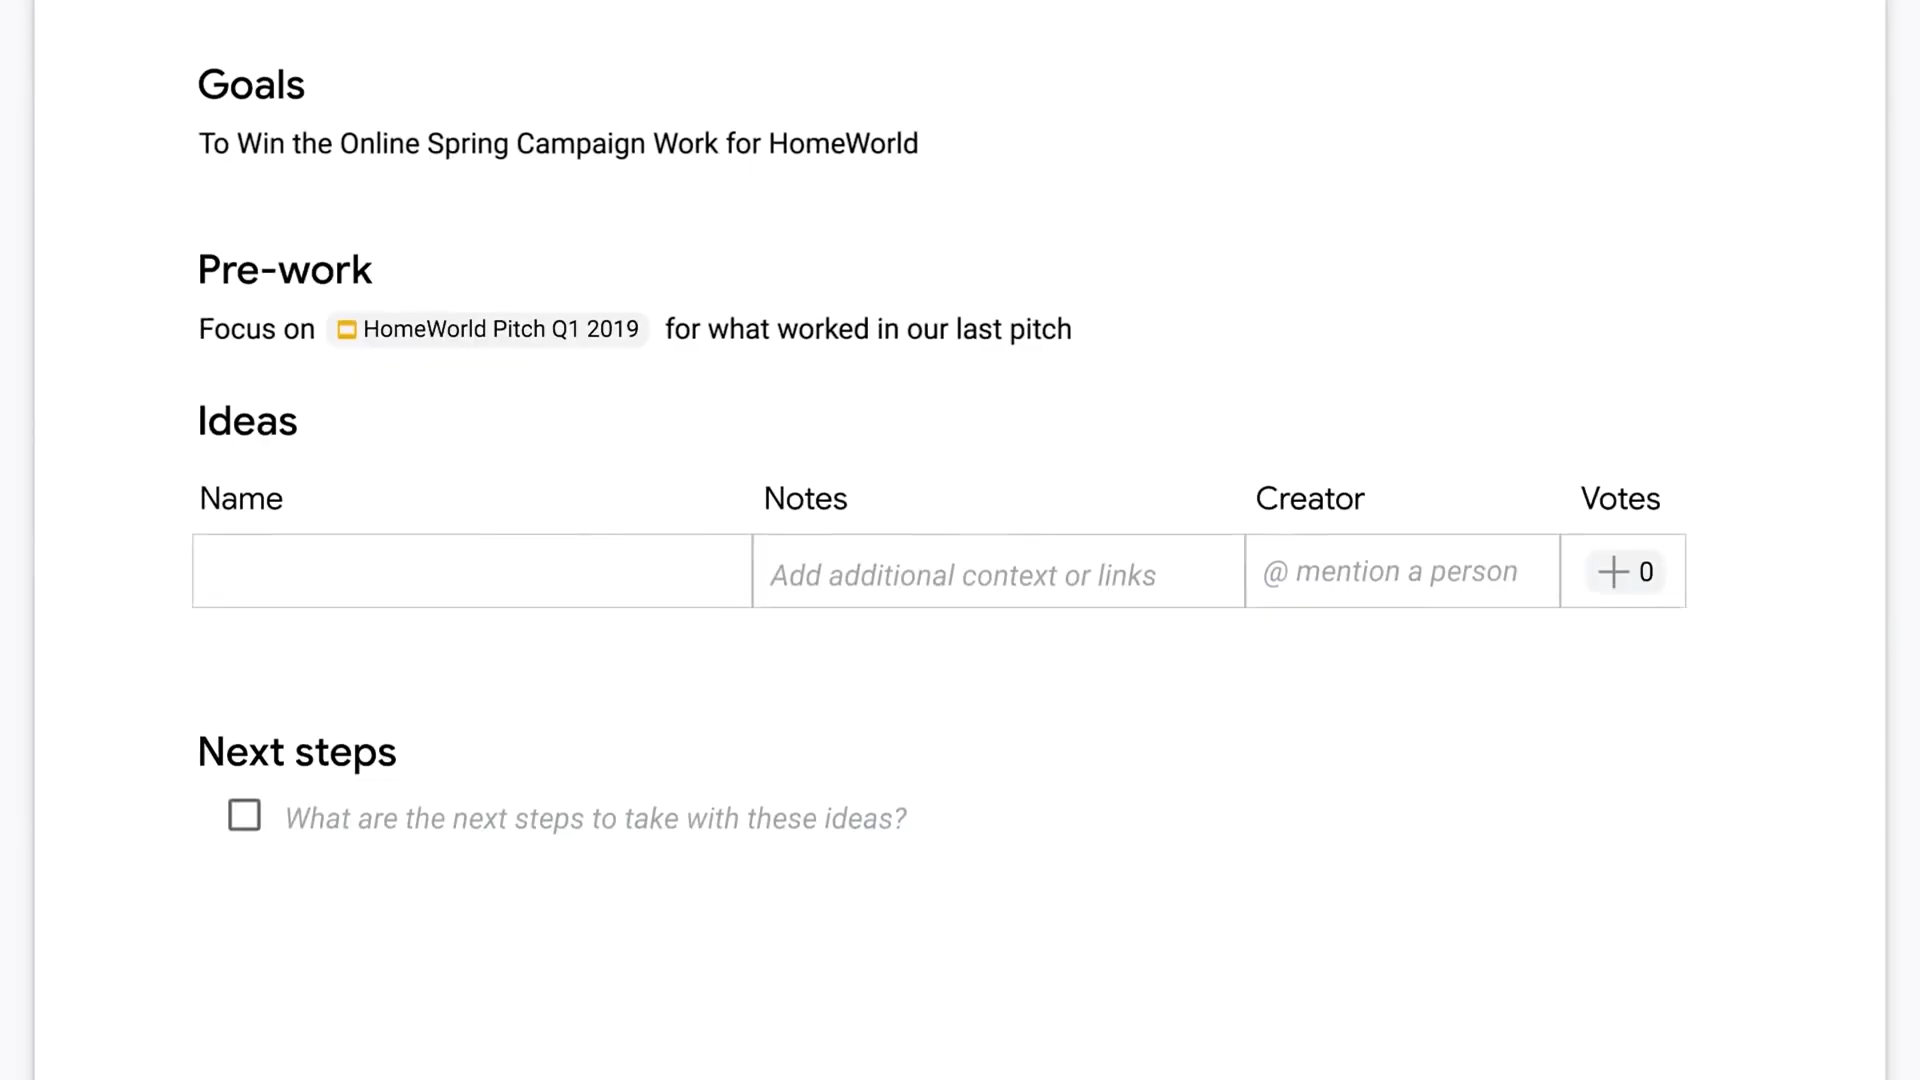 Goals
To Win the Online Spring Campaign Work for HomeWorld
Pre-work
Focus on HomeWorld Pitch Q1 2019 for what worked in our last pitch
Ideas
Name Notes Creator Votes
Add additional context or links @ mention a person + 0
Next steps
What are the next steps to take with these ideas?